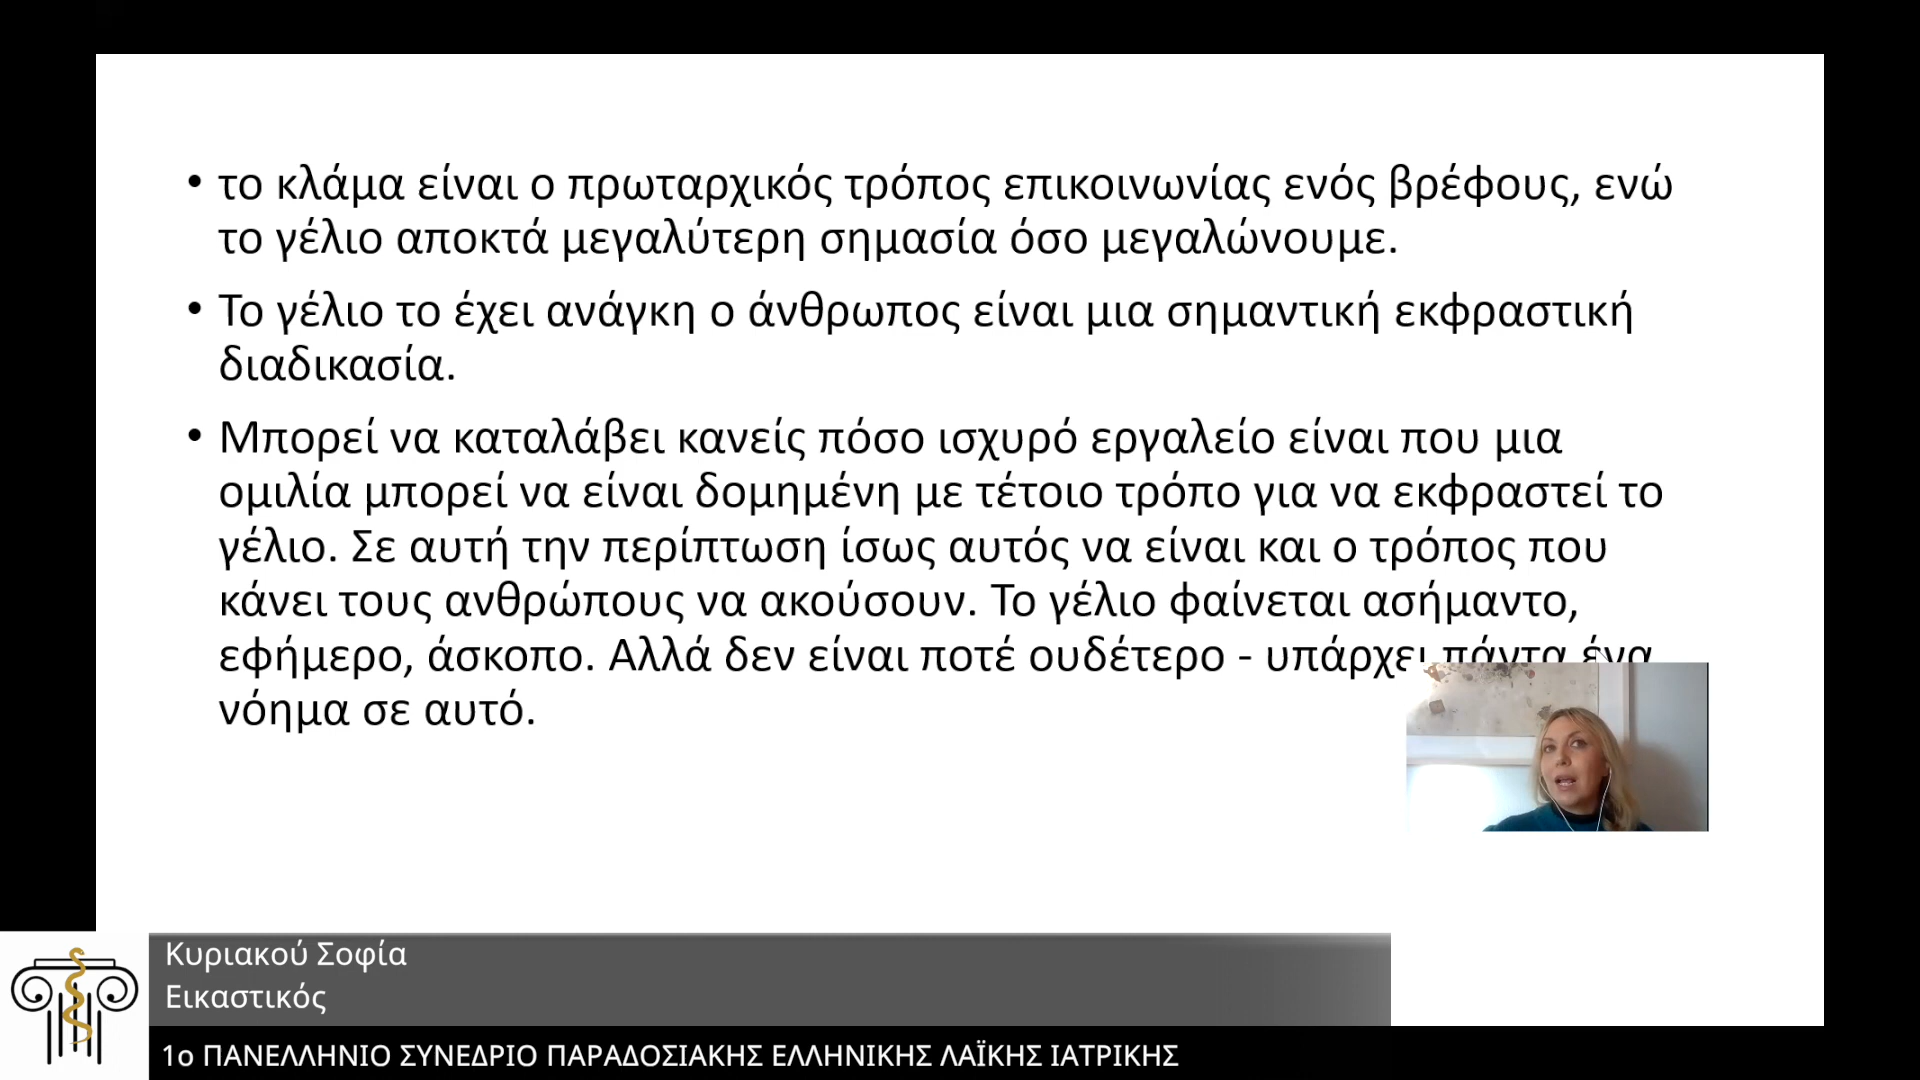 • το κλάμα είναι ο πρωταρχικός τρόπος επικοινωνίας ενός βρέφους, ενώ
το γέλιο αποκτά μεγαλύτερη σημασία όσο μεγαλώνουμε.
• Το γέλιο το έχει ανάγκη ο άνθρωπος είναι μια σημαντική εκφραστική
διαδικασία.
• Μπορεί να καταλάβει κανείς πόσο ισχυρό εργαλείο είναι που μια
ομιλία μπορεί να είναι δομημένη με τέτοιο τρόπο για να εκφραστεί το
γέλιο. Σε αυτή την περίπτωση ίσως αυτός να είναι και ο τρόπος που
κάνει τους ανθρώπους να ακούσουν. Το γέλιο φαίνεται ασήμαντο,
εφήμερο, άσκοπο. Αλλά δεν είναι ποτέ ουδέτερο - υπάρχει πάντα ένα
νόημα σε αυτό.
Κυριακού Σοφία
Εικαστικός
1ο ΠΑΝΕΛΛΗΝΙΟ ΣΥΝΕΔΡΙΟ ΠΑΡΑΔΟΣΙΑΚΗΣ ΕΛΛΗΝΙΚΗΣ ΛΑΪΚΗΣ ΙΑΤΡΙΚΗΣ